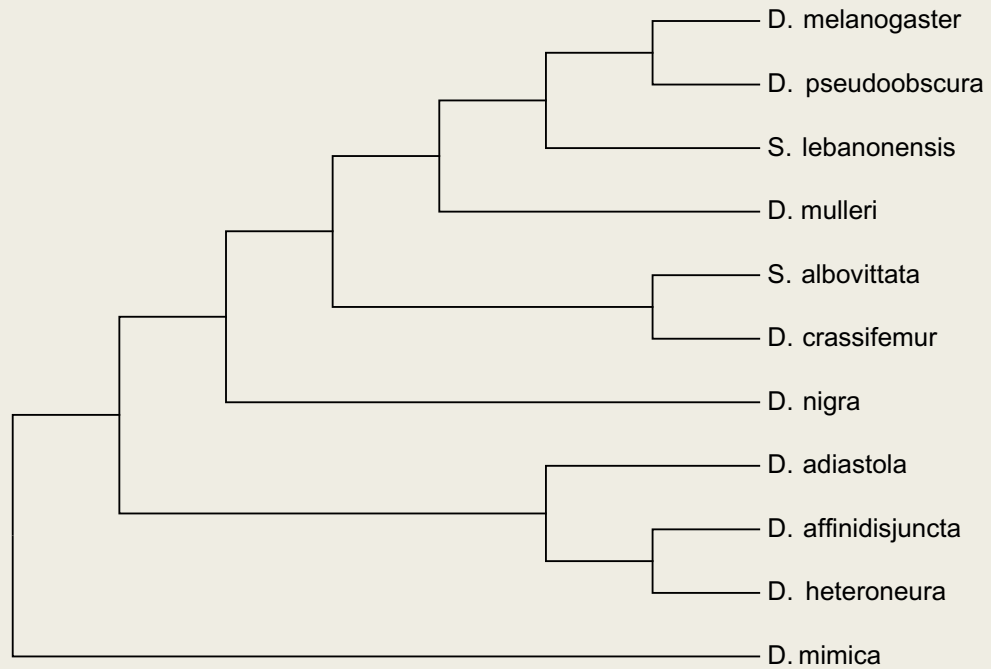 D. melanogaster
D. pseudoobscura
S. lebanonensis
D. mulleri
S. albovittata
D. crassifemur
D. nigra
D. adiastola
D. affinidisjuncta
D. heteroneura
D. mimica